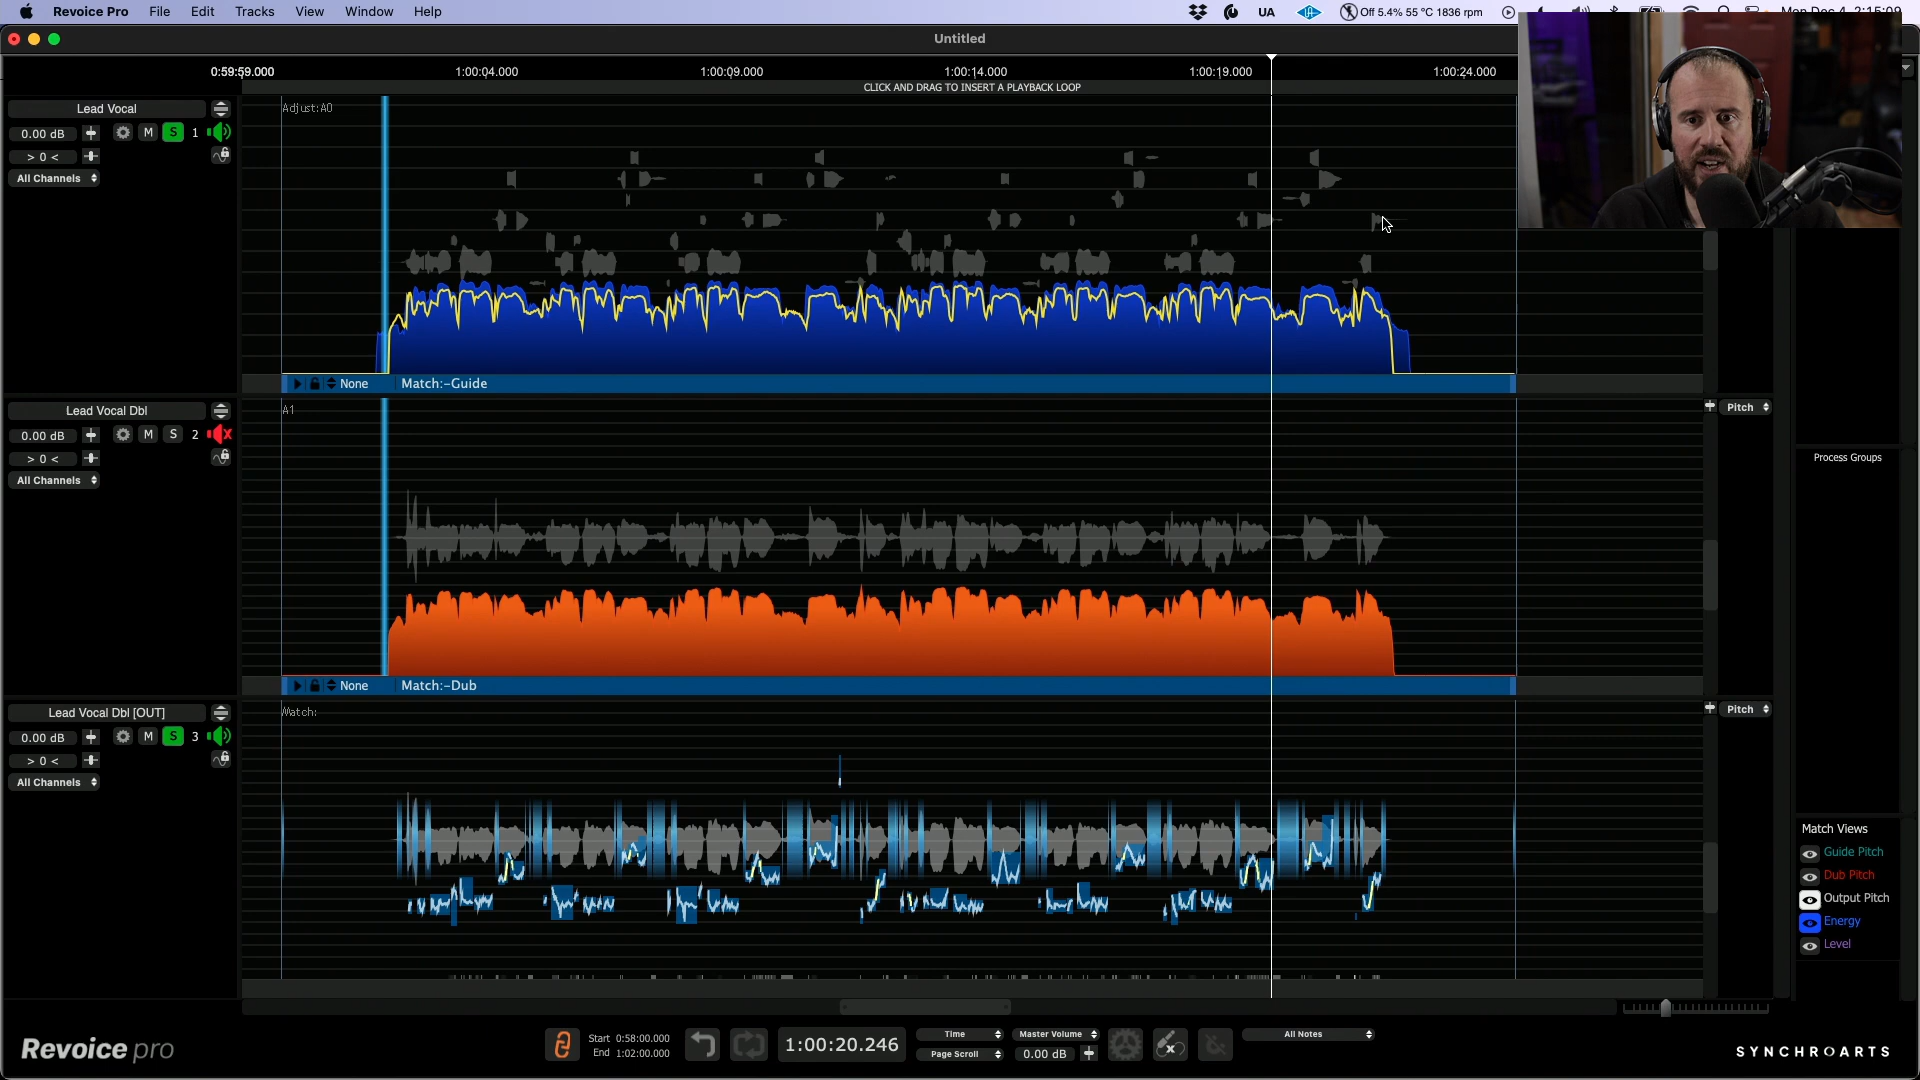 Revoice Pro File Edit Tracks View Window Help UA Off 5.4% 55 °C 1836 rpm Mon Dec 4 2:15:09
Untitled
0:59:59.000 1:00:04.000 1:00:09.000 1:00:14.000 1:00:19.000 1:00:24.000
CLICK AND DRAG TO INSERT A PLAYBACK LOOP
Lead Vocal
Adjust:A0
0.00 dB M S 1
> 0 <
All Channels
None Match:-Guide
Lead Vocal Dbl
A1
Pitch
0.00 dB M S 2
> 0 <
All Channels
Process Groups
None Match:-Dub
Lead Vocal Dbl [OUT]
Match:
Pitch
0.00 dB M S 3
> 0 <
All Channels
Match Views
Guide Pitch
Dub Pitch
Output Pitch
Energy
Level
Revoice pro
Start 0:58:00.000
End 1:02:00.000
1:00:20.246
Time
Page Scroll
Master Volume
0.00 dB
All Notes
SYNCHROARTS